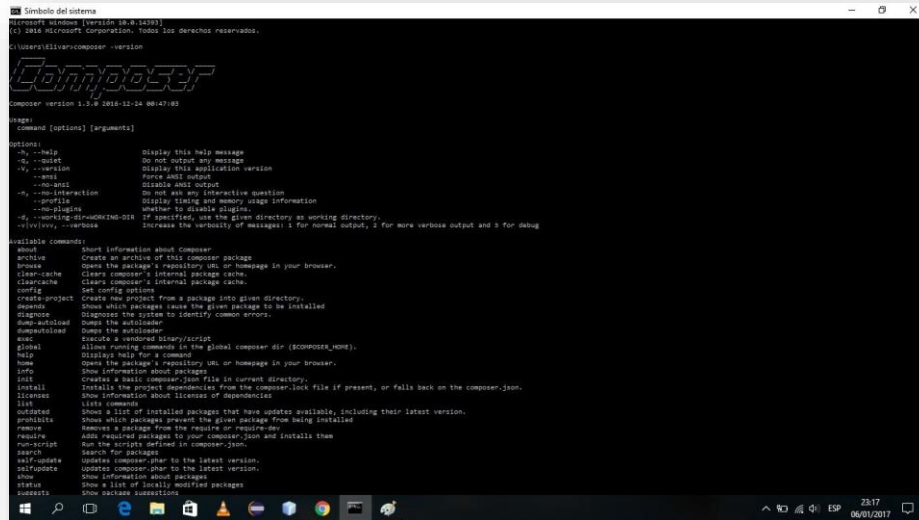 Símbolo del sistema
Microsoft Windows [Versión 10.0.14393]
(c) 2016 Microsoft Corporation. Todos los derechos reservados.
C:\Users\Elivar>composer -version
Composer
Composer version 1.3.0 2016-12-24 00:47:03
Usage:
command [options] [arguments]
Options:
-h, --help Display this help message
-q, --quiet Do not output any message
-V, --version Display this application version
--ansi Force ANSI output
--no-ansi Disable ANSI output
-n, --no-interaction Do not ask any interactive question
--profile Display timing and memory usage information
--no-plugins Whether to disable plugins.
-d, --working-dir=WORKING-DIR If specified, use the given directory as working directory.
-v|vv|vvv, --verbose Increase the verbosity of messages: 1 for normal output, 2 for more verbose output and 3 for debug
Available commands:
about Short information about Composer
archive Create an archive of this composer package
browse Opens the package's repository URL or homepage in your browser.
clear-cache Clears composer's internal package cache.
clearcache Clears composer's internal package cache.
config Set config options
create-project Create new project from a package into given directory.
depends Shows which packages cause the given package to be installed
diagnose Diagnoses the system to identify common errors.
dump-autoload Dumps the autoloader
dumpautoload Dumps the autoloader
exec Execute a vendored binary/script
global Allows running commands in the global composer dir ($COMPOSER_HOME).
help Displays help for a command
home Opens the package's repository URL or homepage in your browser.
info Show information about packages
init Creates a basic composer.json file in current directory.
install Installs the project dependencies from the composer.lock file if present, or falls back on the composer.json.
licenses Show information about licenses of dependencies
list Lists commands
outdated Shows a list of installed packages that have updates available, including their latest version.
prohibits Shows which packages prevent the given package from being installed
remove Removes a package from the require or require-dev
require Adds required packages to your composer.json and installs them
run-script Run the scripts defined in composer.json.
search Search for packages
self-update Updates composer.phar to the latest version.
selfupdate Updates composer.phar to the latest version.
show Show information about packages
status Show a list of locally modified packages
suggests Show package suggestions
ESP
23:17
06/01/2017